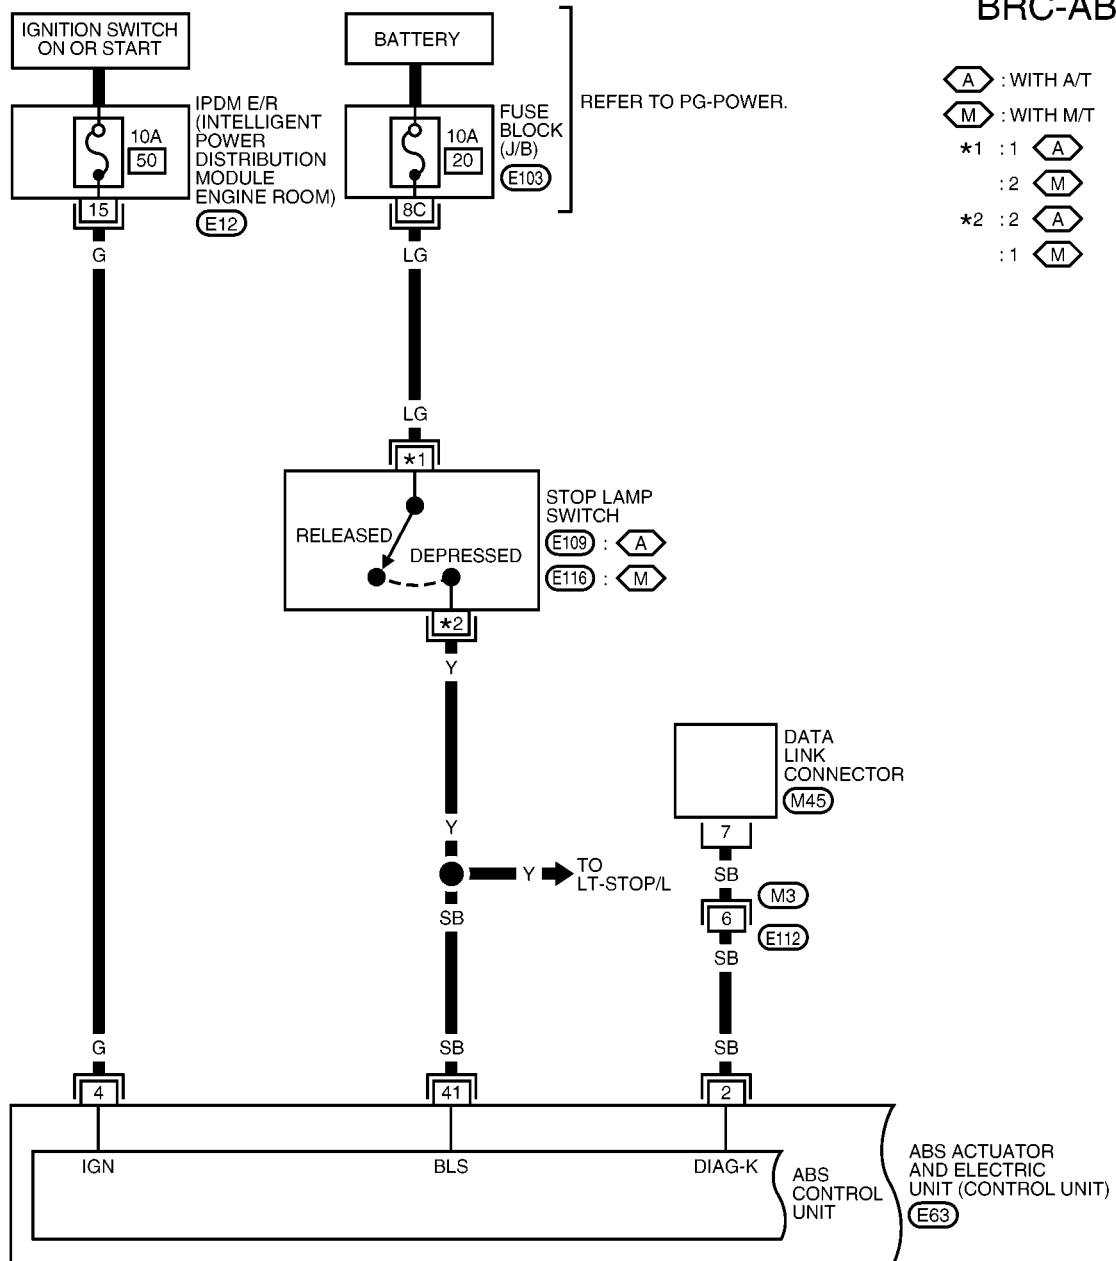 BRC-AB
IGNITION SWITCH
ON OR START
BATTERY
REFER TO PG-POWER.
A : WITH A/T
M : WITH M/T
*1 : 1 A
: 2 M
*2 : 2 A
: 1 M
10A
50
IPDM E/R
(INTELLIGENT
POWER
DISTRIBUTION
MODULE
ENGINE ROOM)
E12
10A
20
FUSE
BLOCK
(J/B)
E103
15
8C
G
LG
LG
*1
RELEASED
DEPRESSED
STOP LAMP
SWITCH
E109 : A
E116 : M
*2
Y
Y
Y
TO
LT-STOP/L
SB
DATA
LINK
CONNECTOR
M45
7
SB
M3
6
E112
SB
G
SB
SB
4
41
2
IGN
BLS
DIAG-K
ABS
CONTROL
UNIT
ABS ACTUATOR
AND ELECTRIC
UNIT (CONTROL UNIT)
E63